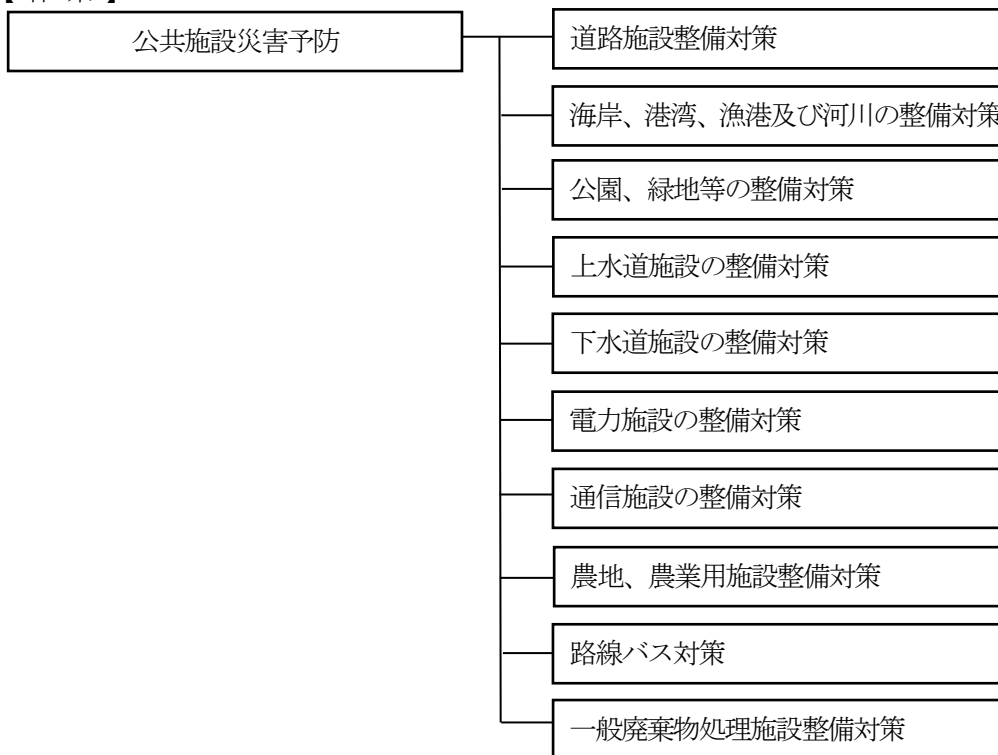 公共施設災害予防
道路施設整備対策
海岸、港湾、漁港及び河川の整備対策
公園、緑地等の整備対策
上水道施設の整備対策
下水道施設の整備対策
電力施設の整備対策
通信施設の整備対策
農地、農業用施設整備対策
路線バス対策
一般廃棄物処理施設整備対策